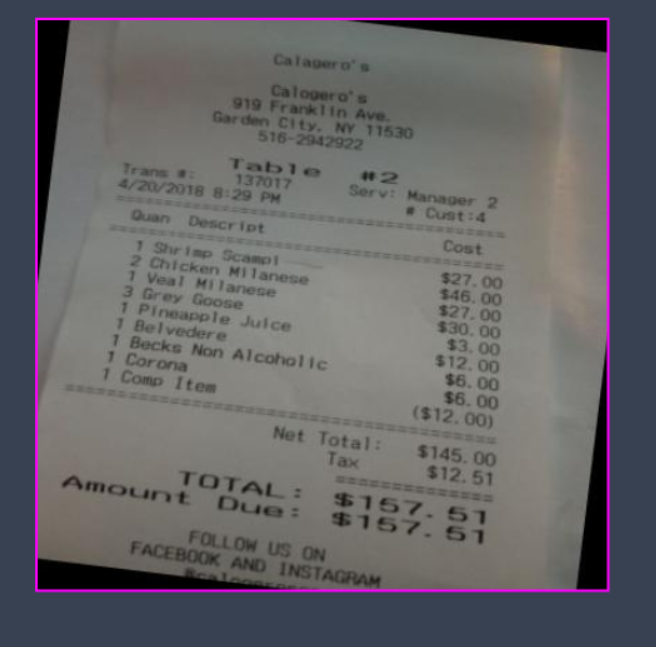 Calagero's
Calogero's
919 Franklin Ave.
Garden City, NY 11530
516-2942922
Table #2
Trans #: 137017 Serv: Manager 2
4/20/2018 8:29 PM # Cust:4
==================================
Quan Descript Cost
==================================
1 Shrimp Scampi $27.00
2 Chicken Milanese $46.00
1 Veal Milanese $27.00
3 Grey Goose $30.00
1 Pineapple Juice $3.00
1 Belvedere $12.00
1 Becks Non Alcoholic $6.00
1 Corona $6.00
1 Comp Item ($12.00)
==================================
Net Total: $145.00
Tax $12.51
=============
TOTAL: $157.51
Amount Due: $157.51
FOLLOW US ON
FACEBOOK AND INSTAGRAM